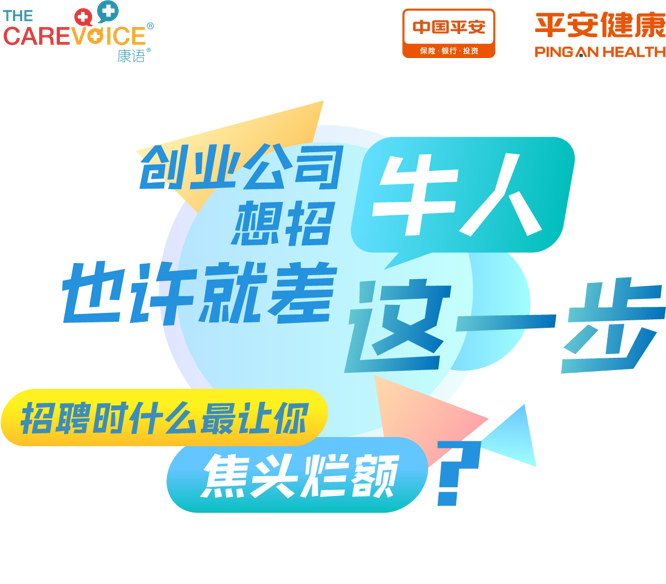 THE
CAREVOICE®
康语®
中国平安
保险·银行·投资
平安健康
PING AN HEALTH
创业公司
想招
牛人
也许就差
这一步
招聘时什么最让你
焦头烂额
?